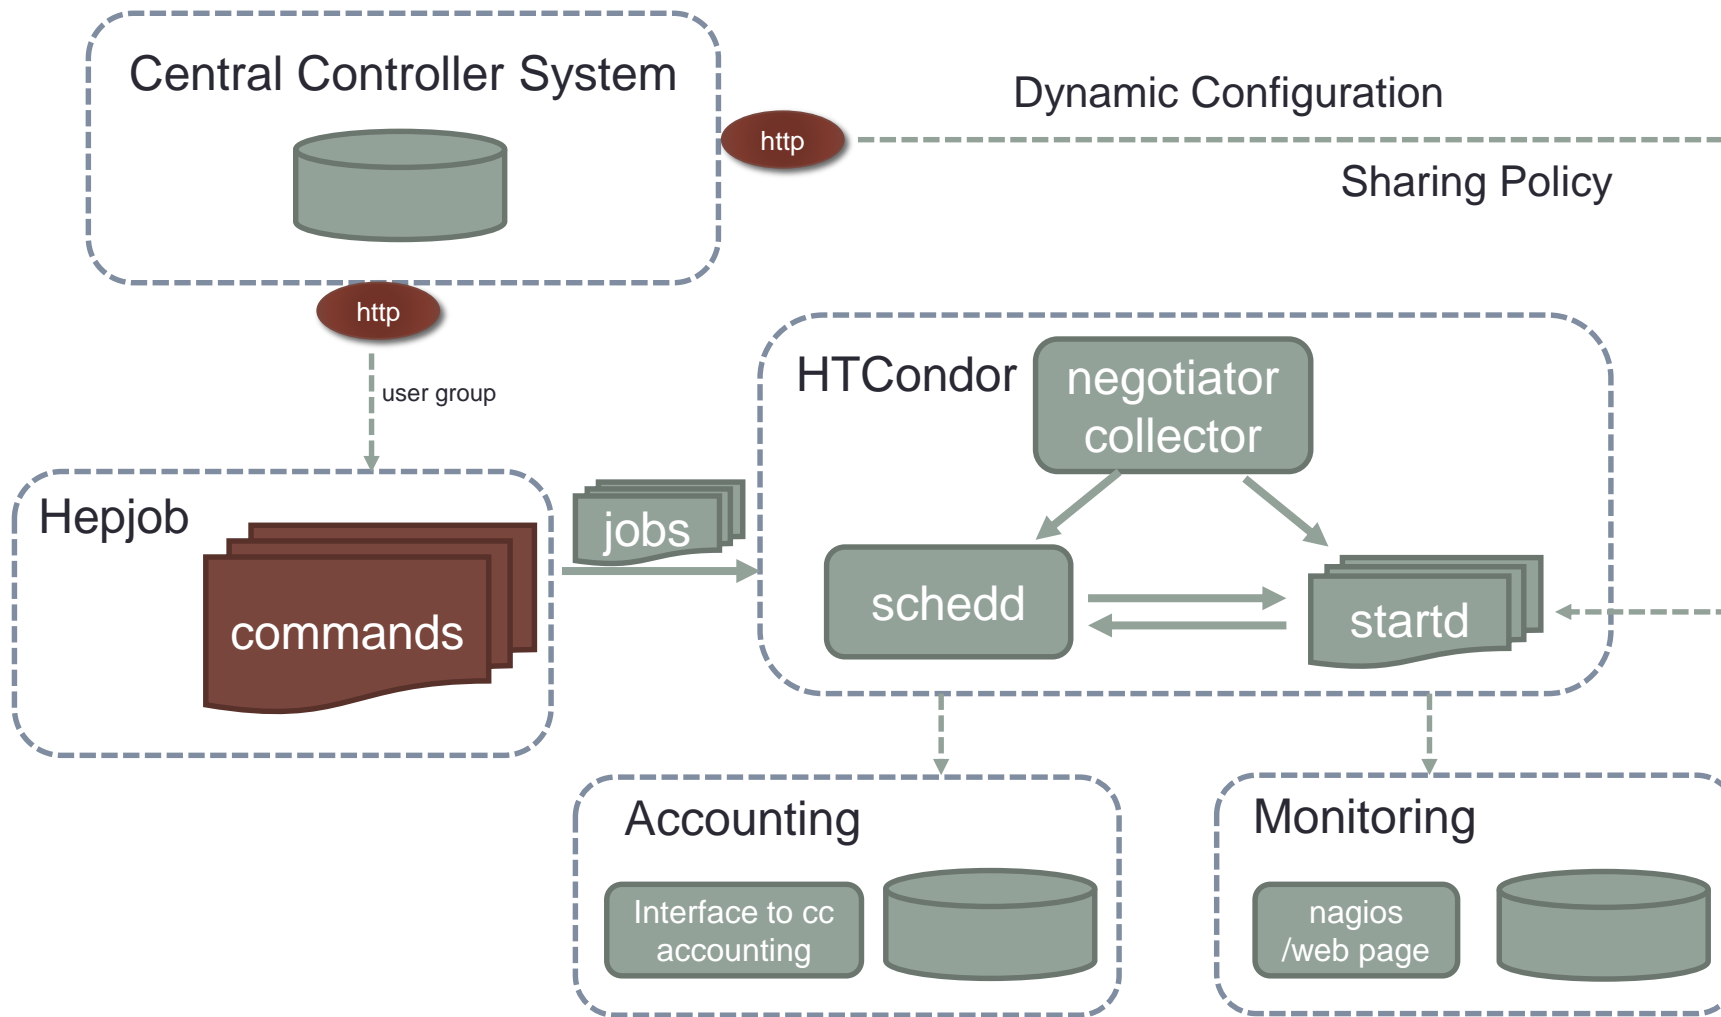 Central Controller System
Dynamic Configuration
http
Sharing Policy
http
user group
HTCondor
negotiator
collector
Hepjob
jobs
commands
schedd
startd
Accounting
Monitoring
Interface to cc
accounting
nagios
/web page